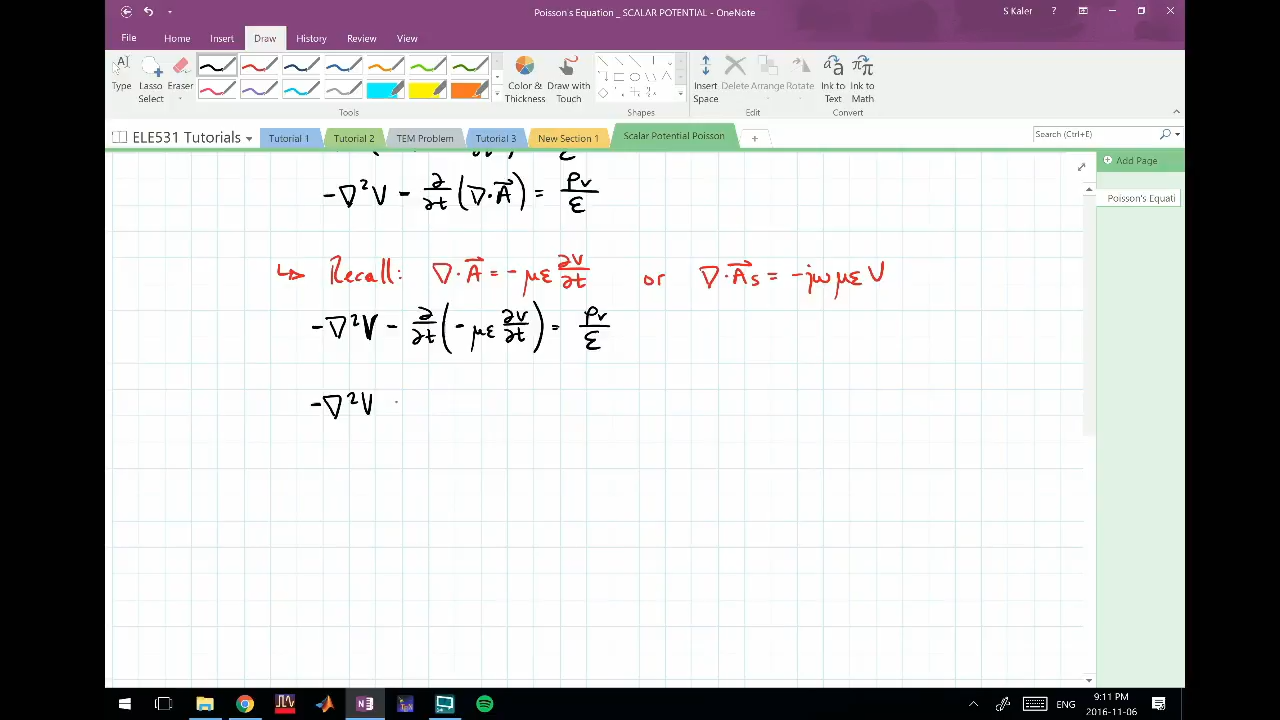 Poisson's Equation _ SCALAR POTENTIAL - OneNote
S Kaler ?
File Home Insert Draw History Review View
Type Lasso Select Eraser Color & Thickness Draw with Touch Insert Space Delete Arrange Rotate Ink to Text Ink to Math
Tools Shapes Edit Convert
ELE531 Tutorials Tutorial 1 Tutorial 2 TEM Problem Tutorial 3 New Section 1 Scalar Potential Poisson + Search (Ctrl+E)
Add Page
Poisson's Equati
-∇²V - ∂/∂t (∇·A⃗) = ρv/ε
↳ Recall: ∇·A⃗ = -με ∂V/∂t or ∇·A⃗s = -jωμεV
-∇²V - ∂/∂t (-με ∂V/∂t) = ρv/ε
-∇²V
ENG 9:11 PM
2016-11-06